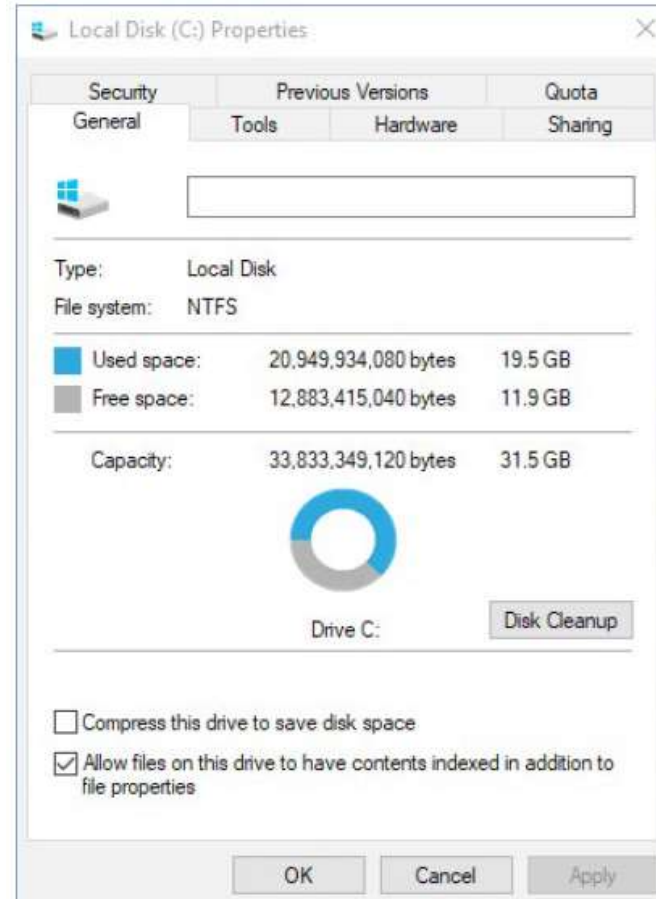 Local Disk (C:) Properties
Security Previous Versions Quota
General Tools Hardware Sharing
Type: Local Disk
File system: NTFS
Used space: 20,949,934,080 bytes 19.5 GB
Free space: 12,883,415,040 bytes 11.9 GB
Capacity: 33,833,349,120 bytes 31.5 GB
Drive C: Disk Cleanup
Compress this drive to save disk space
Allow files on this drive to have contents indexed in addition to
file properties
OK Cancel Apply